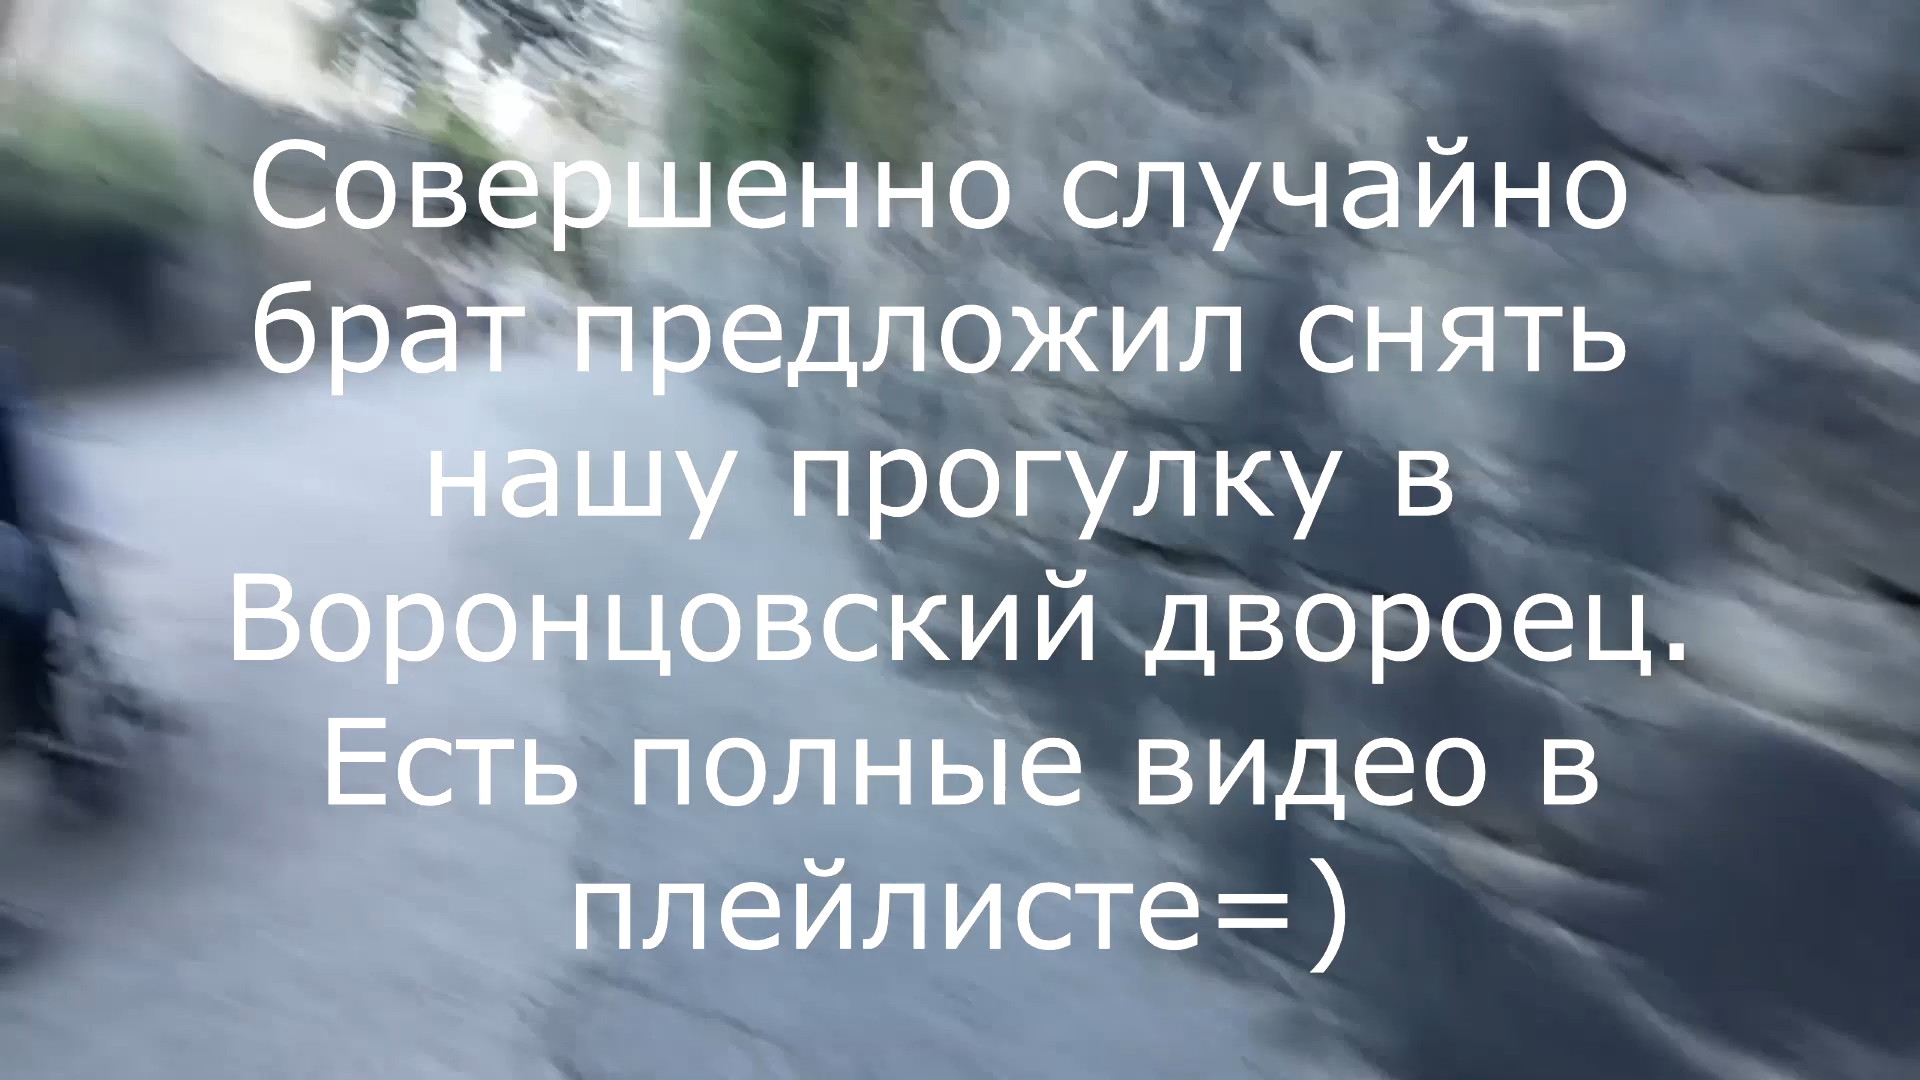 Совершенно случайно
брат предложил снять
нашу прогулку в
Воронцовский двороец.
Есть полные видео в
плейлисте=)